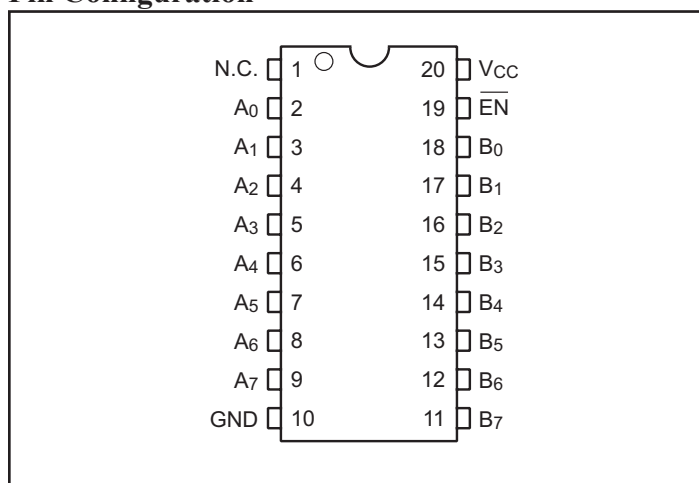 N.C. 1 20 VCC
A0 2 19 EN
A1 3 18 B0
A2 4 17 B1
A3 5 16 B2
A4 6 15 B3
A5 7 14 B4
A6 8 13 B5
A7 9 12 B6
GND 10 11 B7